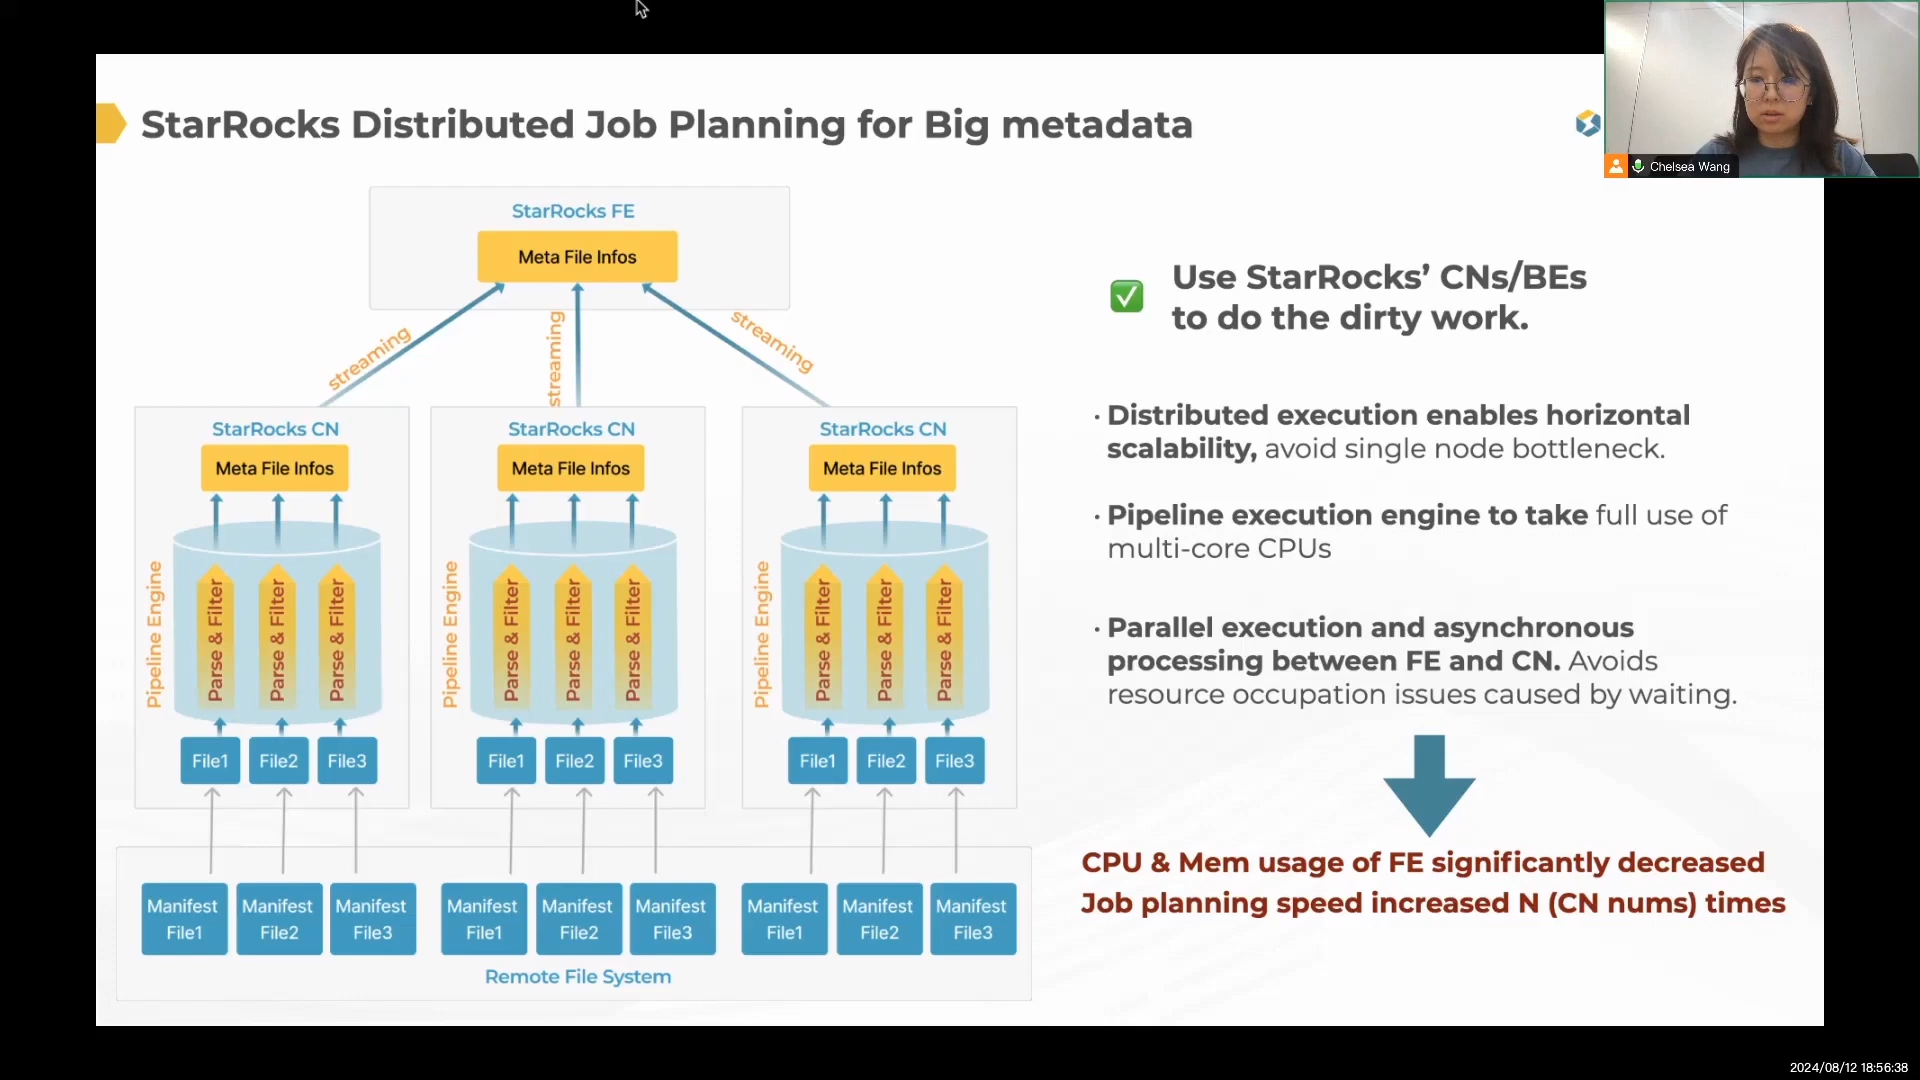 StarRocks Distributed Job Planning for Big metadata
Chelsea Wang
StarRocks FE
Meta File Infos
streaming
streaming
streaming
StarRocks CN
Meta File Infos
Pipeline Engine
Parse & Filter
Parse & Filter
Parse & Filter
File1
File2
File3
StarRocks CN
Meta File Infos
Pipeline Engine
Parse & Filter
Parse & Filter
Parse & Filter
File1
File2
File3
StarRocks CN
Meta File Infos
Pipeline Engine
Parse & Filter
Parse & Filter
Parse & Filter
File1
File2
File3
Manifest
File1
Manifest
File2
Manifest
File3
Manifest
File1
Manifest
File2
Manifest
File3
Manifest
File1
Manifest
File2
Manifest
File3
Remote File System
Use StarRocks’ CNs/BEs
to do the dirty work.
· Distributed execution enables horizontal
scalability, avoid single node bottleneck.
· Pipeline execution engine to take full use of
multi-core CPUs
· Parallel execution and asynchronous
processing between FE and CN. Avoids
resource occupation issues caused by waiting.
CPU & Mem usage of FE significantly decreased
Job planning speed increased N (CN nums) times
2024/08/12 18:56:38